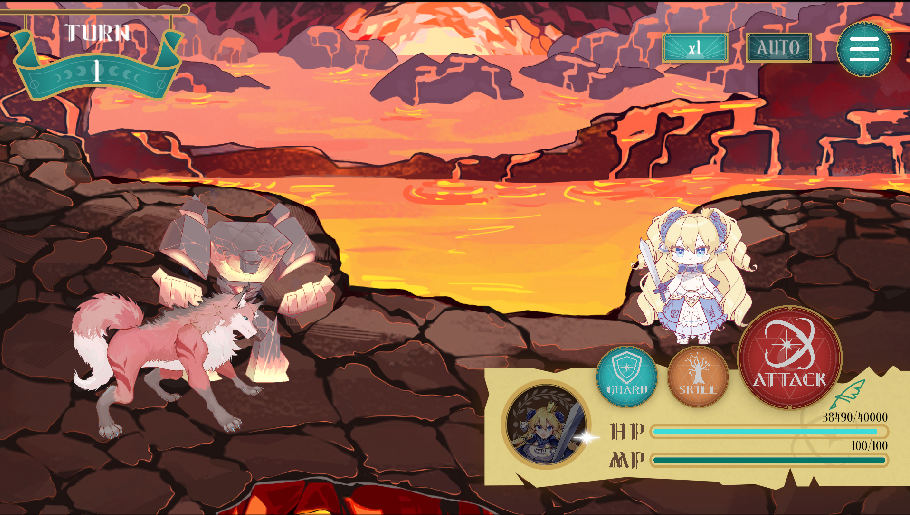 TURN
1
x1
AUTO
GUARD
SKILL
ATTACK
38490/40000
HP
100/100
MP